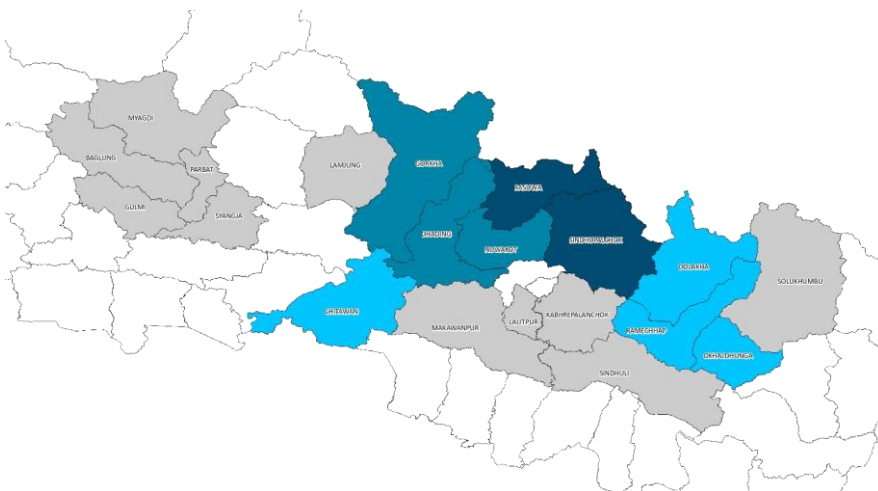 MYAGDI
BAGLUNG
PARBAT
GULMI
SYANGJA
LAMJUNG
GORKHA
RASUWA
DHADING
NUWAKOT
SINDHUPALCHOK
DOLAKHA
SOLUKHUMBU
CHITAWAN
MAKAWANPUR
LALITPUR
KABHREPALANCHOK
RAMECHHAP
OKHALDHUNGA
SINDHULI